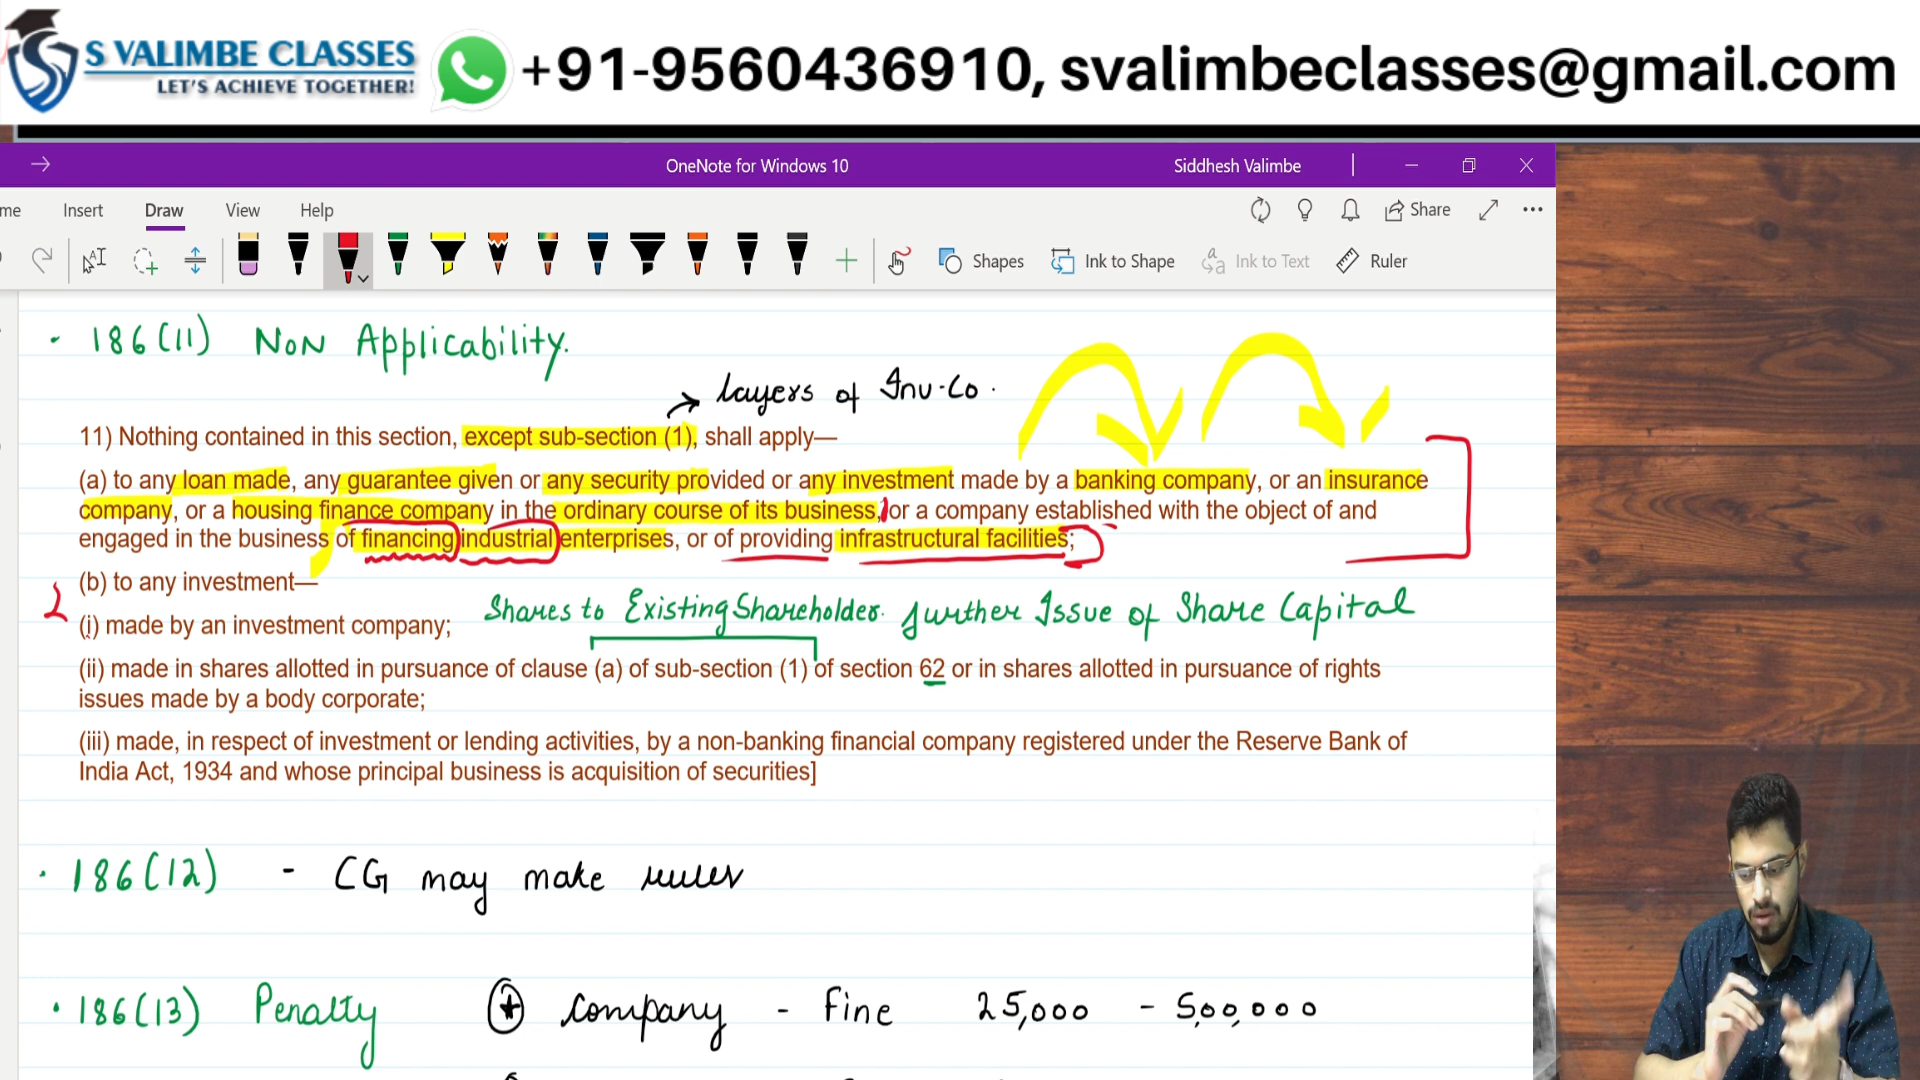 S VALIMBE CLASSES
LET'S ACHIEVE TOGETHER!
+91-9560436910, svalimbeclasses@gmail.com
OneNote for Windows 10
Siddhesh Valimbe
me Insert Draw View Help
Share
Shapes Ink to Shape Ink to Text Ruler
· 186(11) Non Applicability.
→ Layers of Inv-Co.
11) Nothing contained in this section, except sub-section (1), shall apply—
(a) to any loan made, any guarantee given or any security provided or any investment made by a banking company, or an insurance
company, or a housing finance company in the ordinary course of its business, or a company established with the object of and
engaged in the business of financing industrial enterprises, or of providing infrastructural facilities;
(b) to any investment—
Shares to Existing Shareholder. further Issue of Share Capital
(i) made by an investment company;
(ii) made in shares allotted in pursuance of clause (a) of sub-section (1) of section 62 or in shares allotted in pursuance of rights
issues made by a body corporate;
(iii) made, in respect of investment or lending activities, by a non-banking financial company registered under the Reserve Bank of
India Act, 1934 and whose principal business is acquisition of securities]
· 186(12) - CG may make rules
· 186(13) Penalty company - fine 25,000 - 5,00,000